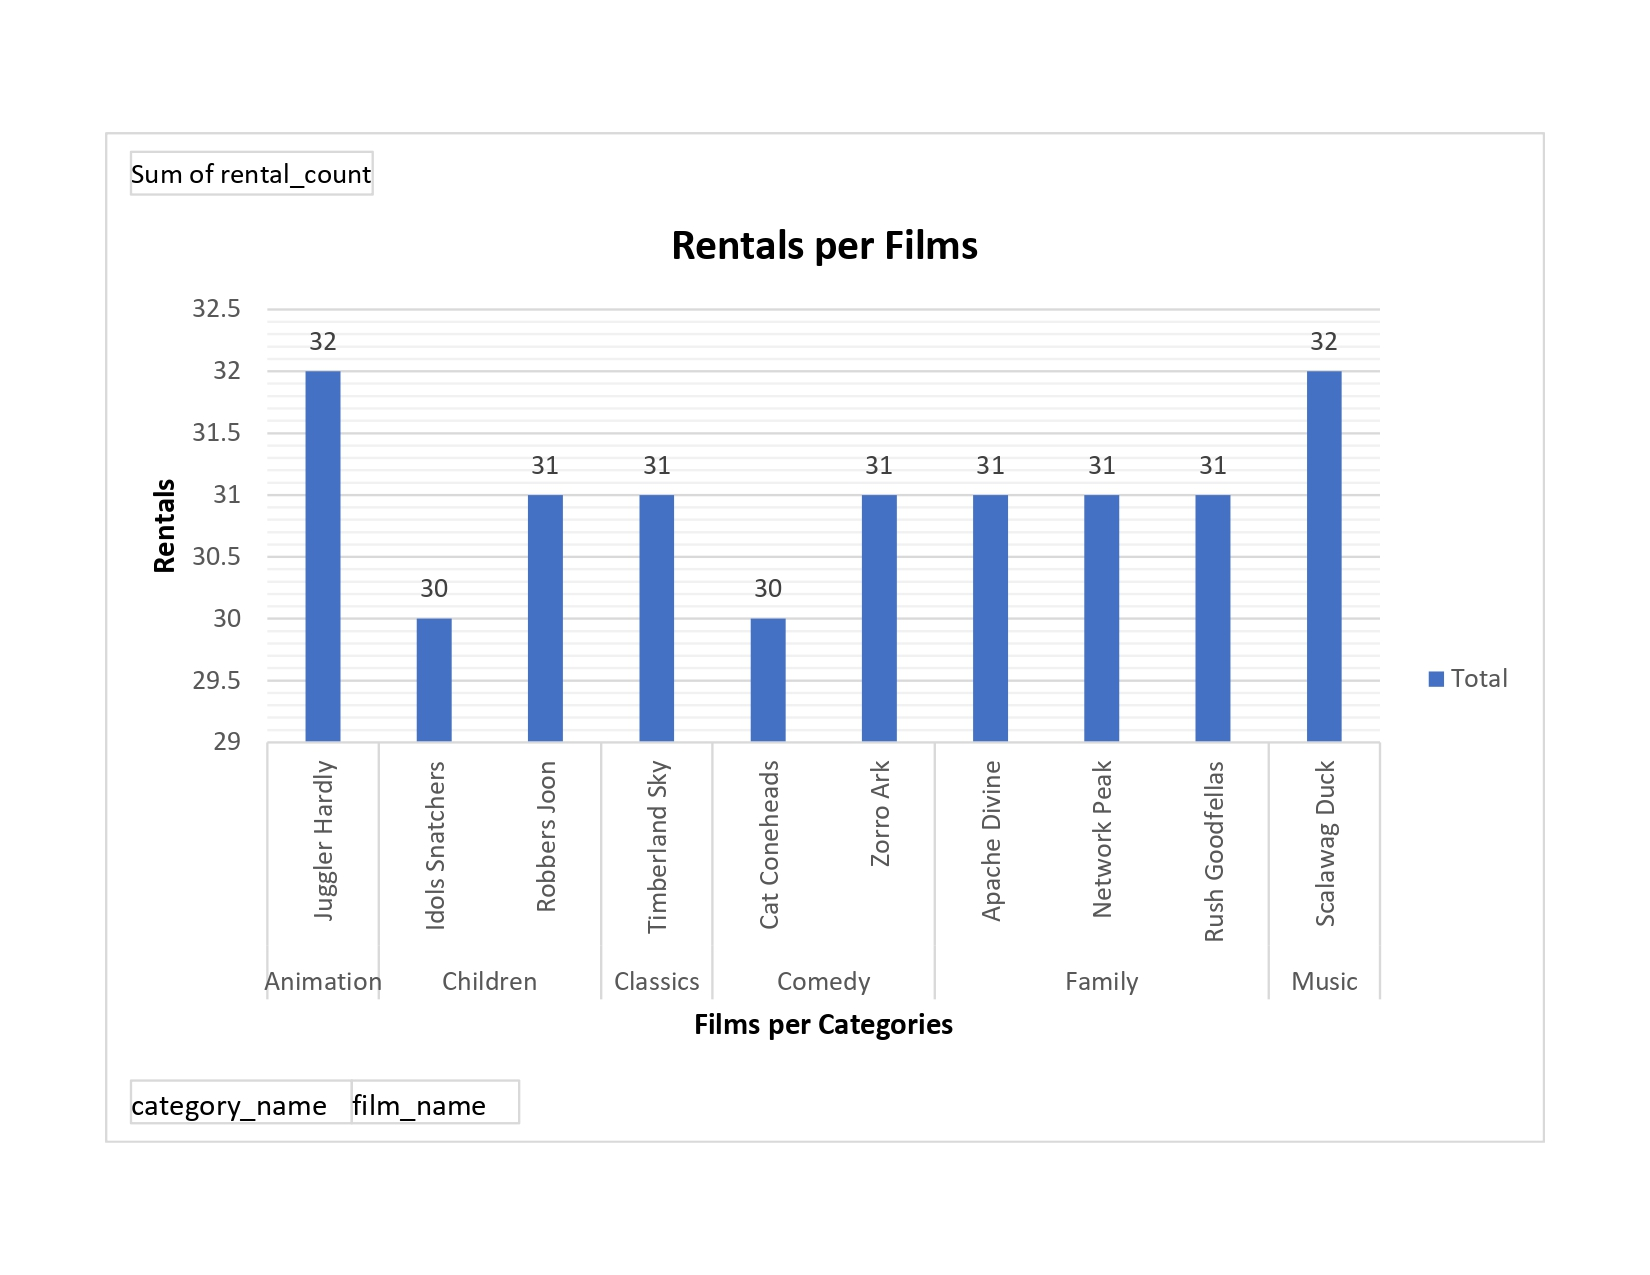 Sum of rental_count
Rentals per Films
32.5
32
31.5
31
30.5
30
29.5
29
Rentals
32
30
31
31
30
31
31
31
31
32
Total
Juggler Hardly
Idols Snatchers
Robbers Joon
Timberland Sky
Cat Coneheads
Zorro Ark
Apache Divine
Network Peak
Rush Goodfellas
Scalawag Duck
Animation Children Classics Comedy Family Music
Films per Categories
category_name film_name